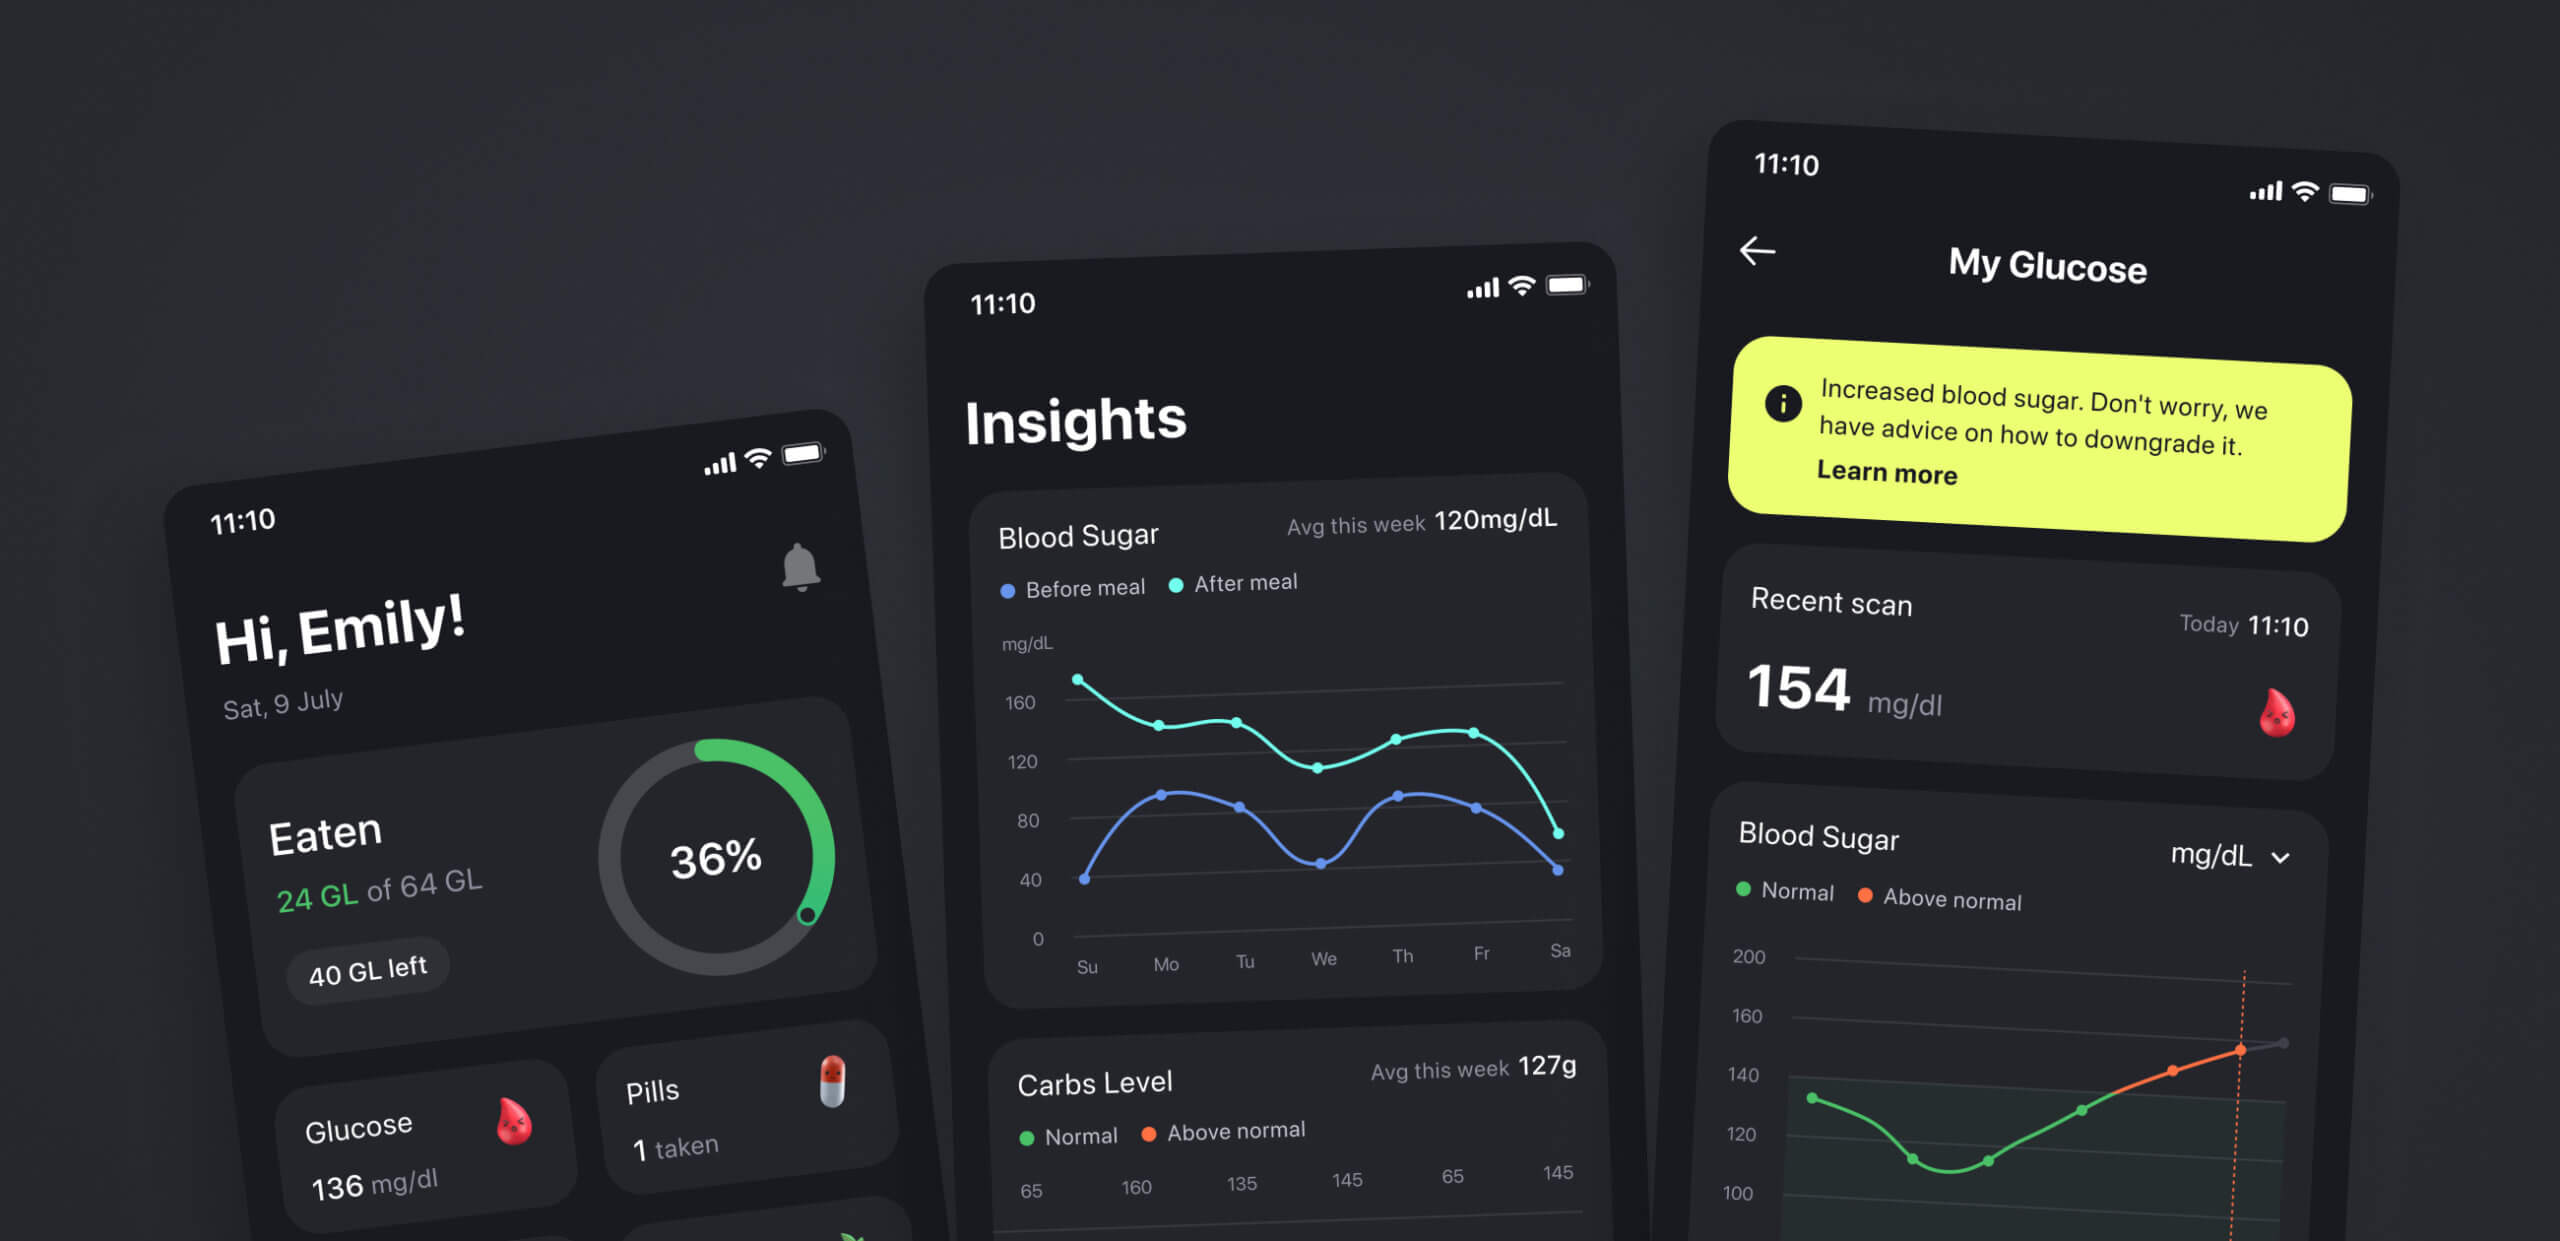 11:10
Hi, Emily!
Sat, 9 July
Eaten
24 GL of 64 GL
40 GL left
36%
Glucose
136 mg/dl
Pills
1 taken
11:10
Insights
Blood Sugar
Avg this week 120mg/dL
Before meal
After meal
mg/dL
160
120
80
40
0
Su Mo Tu We Th Fr Sa
Carbs Level
Avg this week 127g
Normal
Above normal
65 160 135 145 65 145
11:10
My Glucose
Increased blood sugar. Don't worry, we
have advice on how to downgrade it.
Learn more
Recent scan
Today 11:10
154 mg/dl
Blood Sugar
mg/dL
Normal
Above normal
200
160
140
120
100